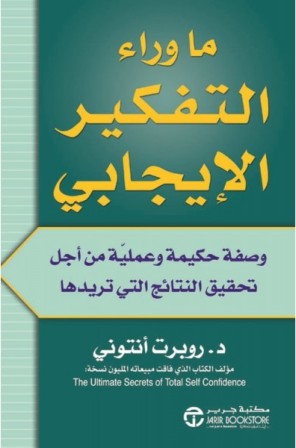 ما وراء
التفكير
الإيجابي
وصفة حكيمة وعمليّة من أجل
تحقيق النتائج التي تريدها
د. روبرت أنتوني
مؤلف الكتاب الذي فاقت مبيعاته المليون نسخة:
The Ultimate Secrets of Total Self Confidence
مكتبة جرير
JARIR BOOKSTORE